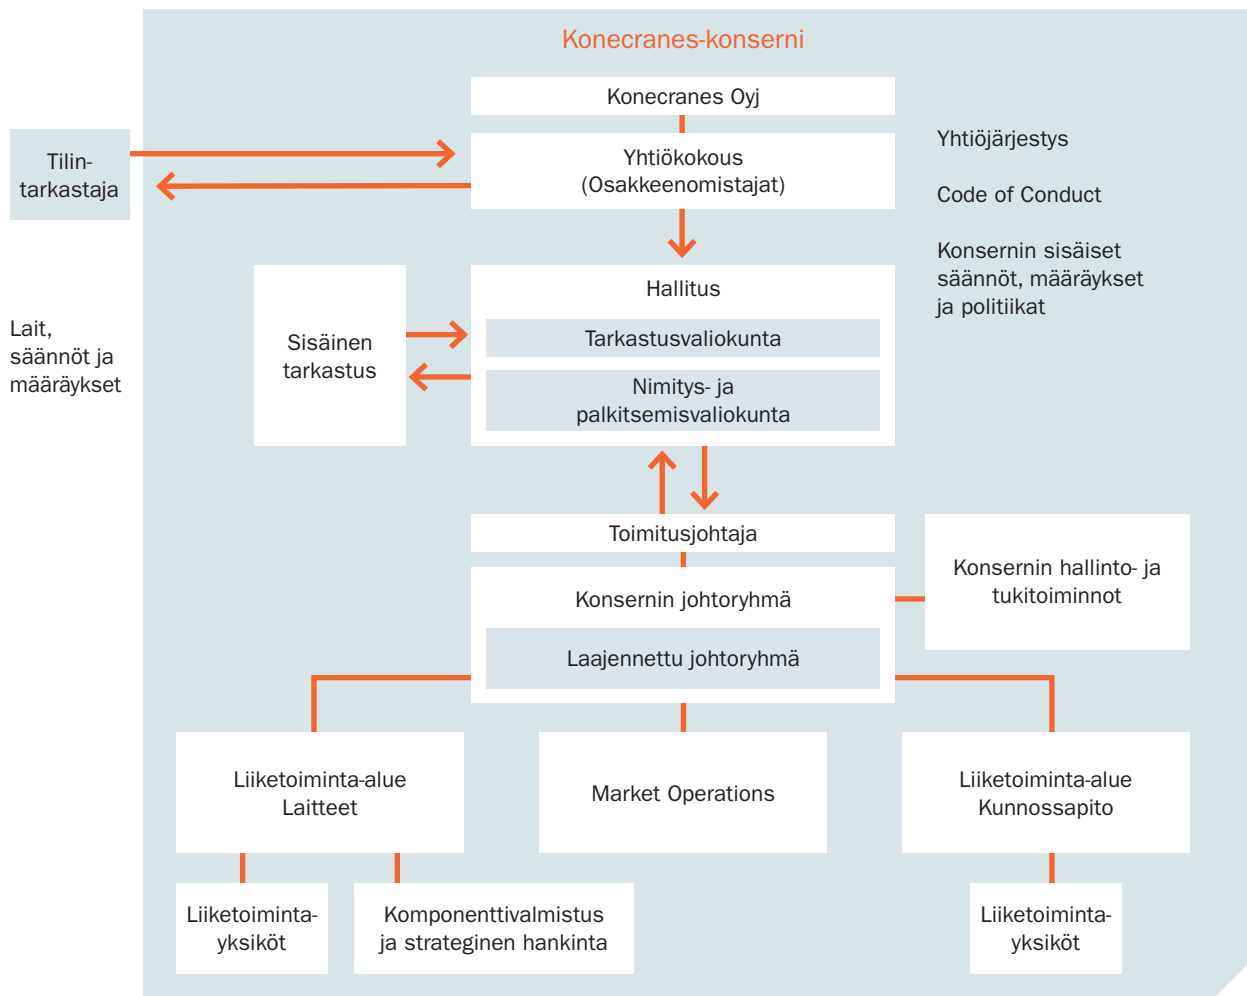 Konecranes-konserni
Konecranes Oyj
Tilin-
tarkastaja
Yhtiökokous
(Osakkeenomistajat)
Yhtiöjärjestys
Code of Conduct
Konsernin sisäiset
säännöt, määräykset
ja politiikat
Lait,
säännöt ja
määräykset
Sisäinen
tarkastus
Hallitus
Tarkastusvaliokunta
Nimitys- ja
palkitsemisvaliokunta
Toimitusjohtaja
Konsernin johtoryhmä
Laajennettu johtoryhmä
Konsernin hallinto- ja
tukitoiminnot
Liiketoiminta-alue
Laitteet
Market Operations
Liiketoiminta-alue
Kunnossapito
Liiketoiminta-
yksiköt
Komponenttivalmistus
ja strateginen hankinta
Liiketoiminta-
yksiköt